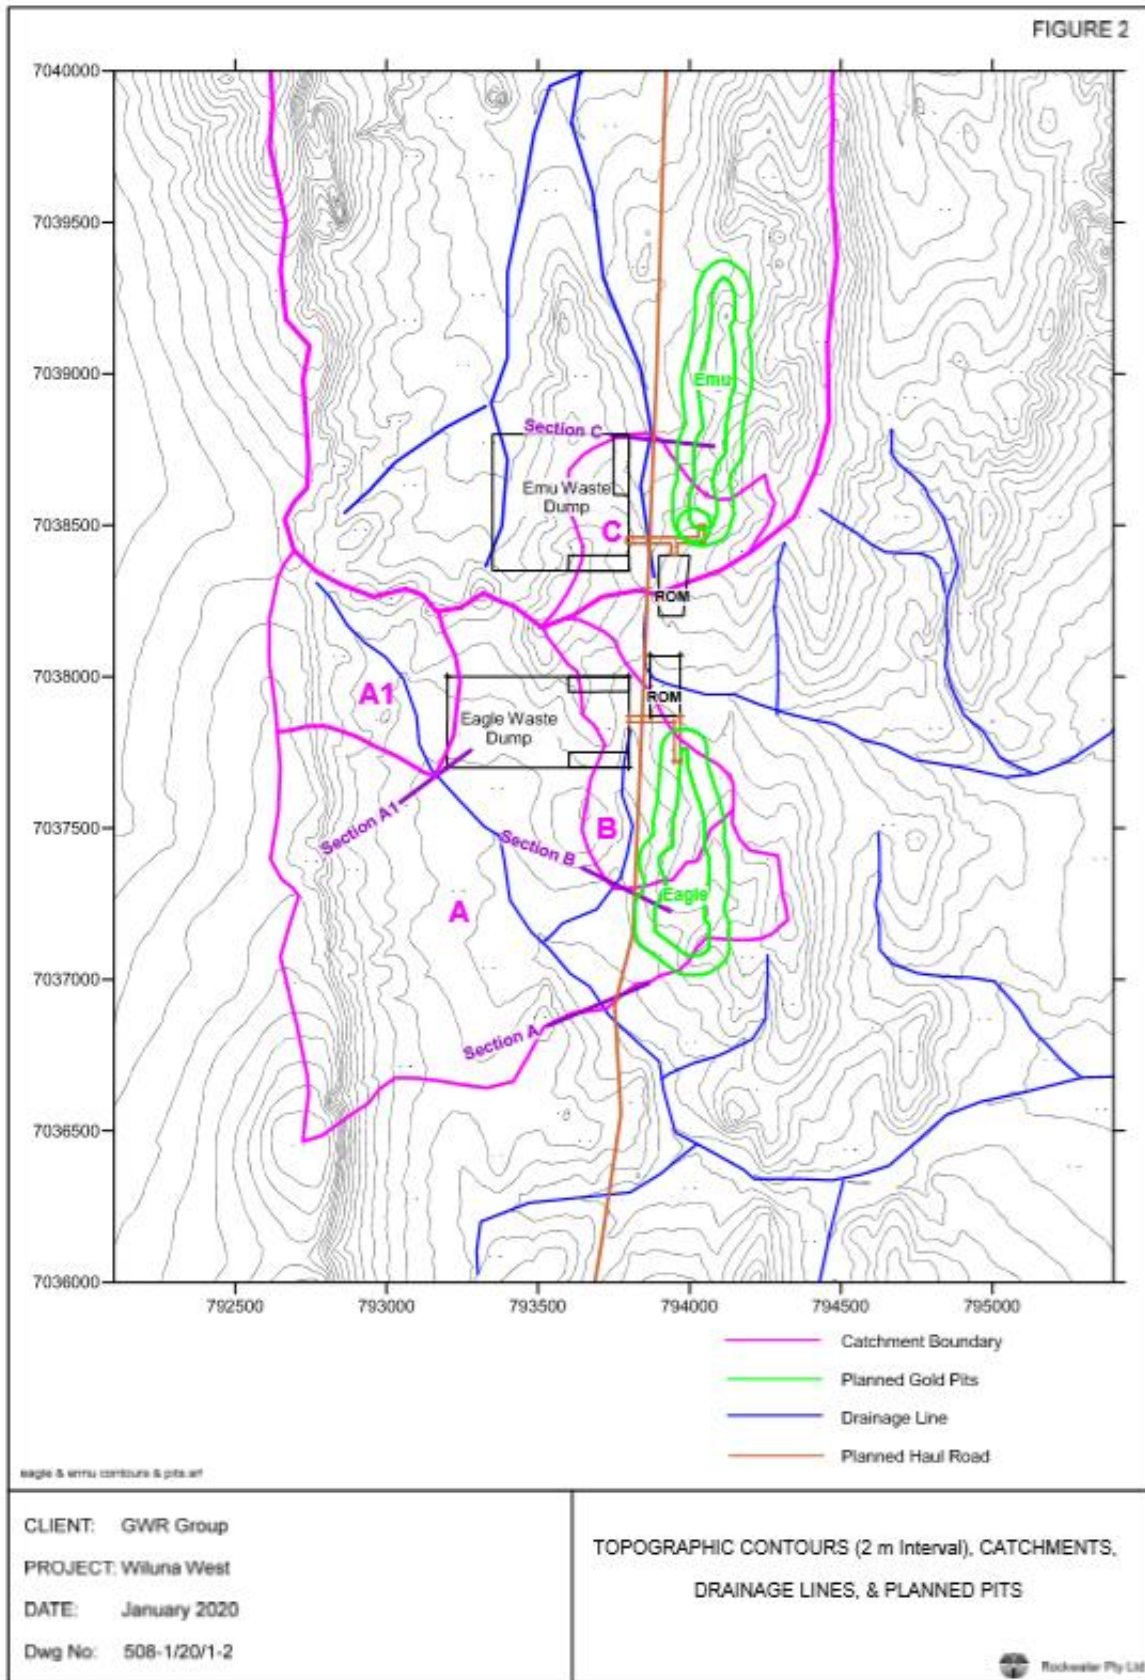 FIGURE 2
7040000
7039500
7039000
Emu
Section C
Emu Waste
Dump
7038500
C
ROM
7038000
A1
ROM
Eagle Waste
Dump
7037500
Section A1
Section B
B
Eagle
A
7037000
Section A
7036500
7036000
792500 793000 793500 794000 794500 795000
Catchment Boundary
Planned Gold Pits
Drainage Line
Planned Haul Road
eagle & emu contours & pits.srf
CLIENT: GWR Group
PROJECT: Wiluna West
DATE: January 2020
Dwg No: 508-1/20/1-2
TOPOGRAPHIC CONTOURS (2 m Interval), CATCHMENTS,
DRAINAGE LINES, & PLANNED PITS
Rockwater Pty Ltd